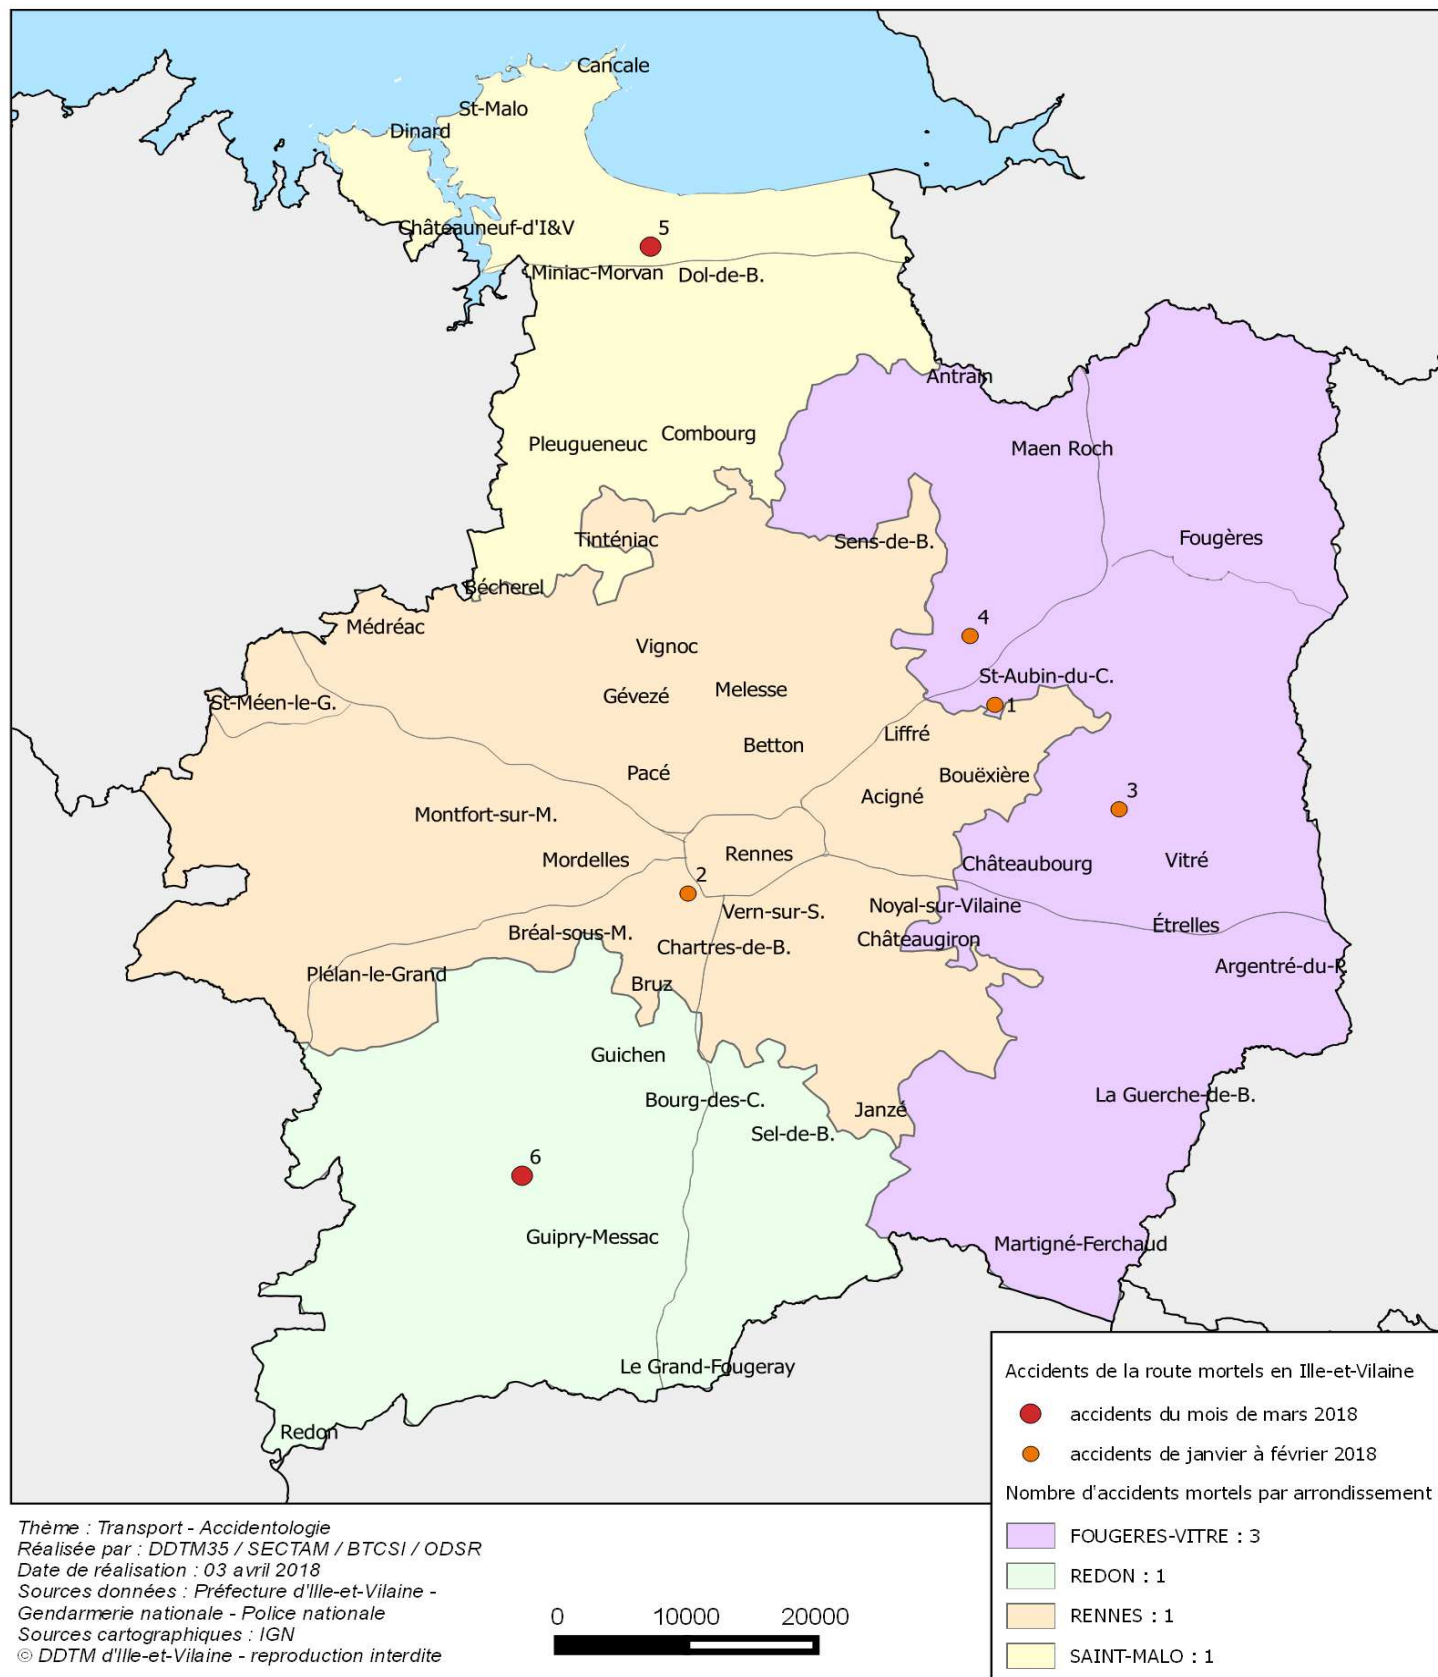 Cancale
St-Malo
Dinard
Châteauneuf-d'I&V
5
Miniac-Morvan
Dol-de-B.
Antrain
Maen Roch
Combourg
Pleugueneuc
Fougères
Tinténiac
Sens-de-B.
Bécherel
Médréac
4
Vignoc
St-Aubin-du-C.
Gévezé
Melesse
St-Méen-le-G.
1
Liffré
Betton
Pacé
Bouëxière
3
Acigné
Montfort-sur-M.
Rennes
Mordelles
Châteaubourg
Vitré
2
Vern-sur-S.
Noyal-sur-Vilaine
Étrelles
Bréal-sous-M.
Chartres-de-B.
Châteaugiron
Argentré-du-P.
Plélan-le-Grand
Bruz
Guichen
Bourg-des-C.
La Guerche-de-B.
Janzé
Sel-de-B.
6
Guipry-Messac
Martigné-Ferchaud
Le Grand-Fougeray
Redon
Accidents de la route mortels en Ille-et-Vilaine
accidents du mois de mars 2018
accidents de janvier à février 2018
Nombre d'accidents mortels par arrondissement
FOUGERES-VITRE : 3
REDON : 1
RENNES : 1
SAINT-MALO : 1
Thème : Transport - Accidentologie
Réalisée par : DDTM35 / SECTAM / BTCSI / ODSR
Date de réalisation : 03 avril 2018
Sources données : Préfecture d'Ille-et-Vilaine -
Gendarmerie nationale - Police nationale
Sources cartographiques : IGN
© DDTM d'Ille-et-Vilaine - reproduction interdite
0 10000 20000